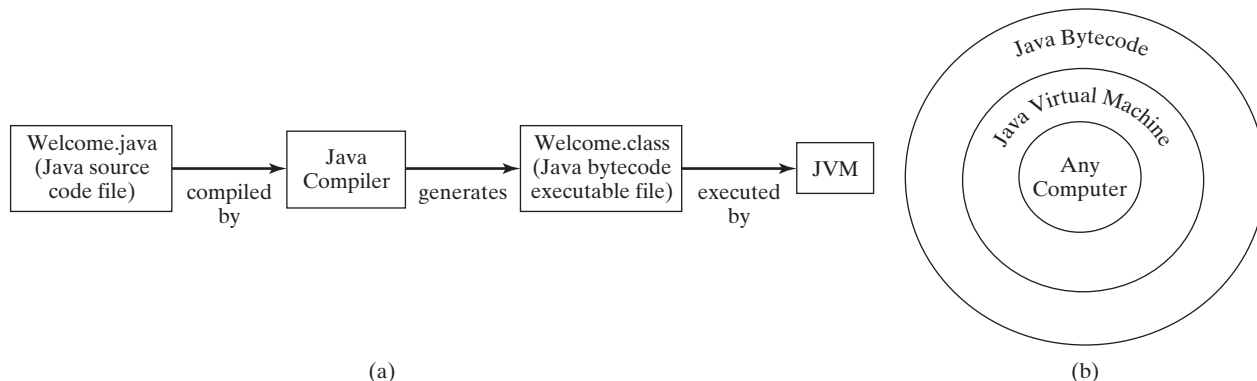 Welcome.java
(Java source
code file)
compiled
by
Java
Compiler
generates
Welcome.class
(Java bytecode
executable file)
executed
by
JVM
(a)
Java Bytecode
Java Virtual Machine
Any
Computer
(b)